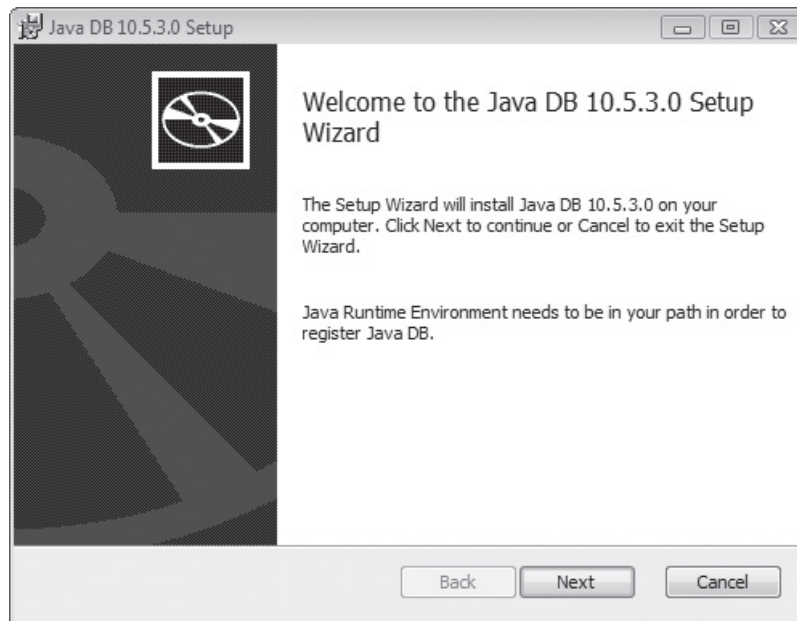 Java DB 10.5.3.0 Setup
Welcome to the Java DB 10.5.3.0 Setup
Wizard
The Setup Wizard will install Java DB 10.5.3.0 on your
computer. Click Next to continue or Cancel to exit the Setup
Wizard.
Java Runtime Environment needs to be in your path in order to
register Java DB.
Back Next Cancel